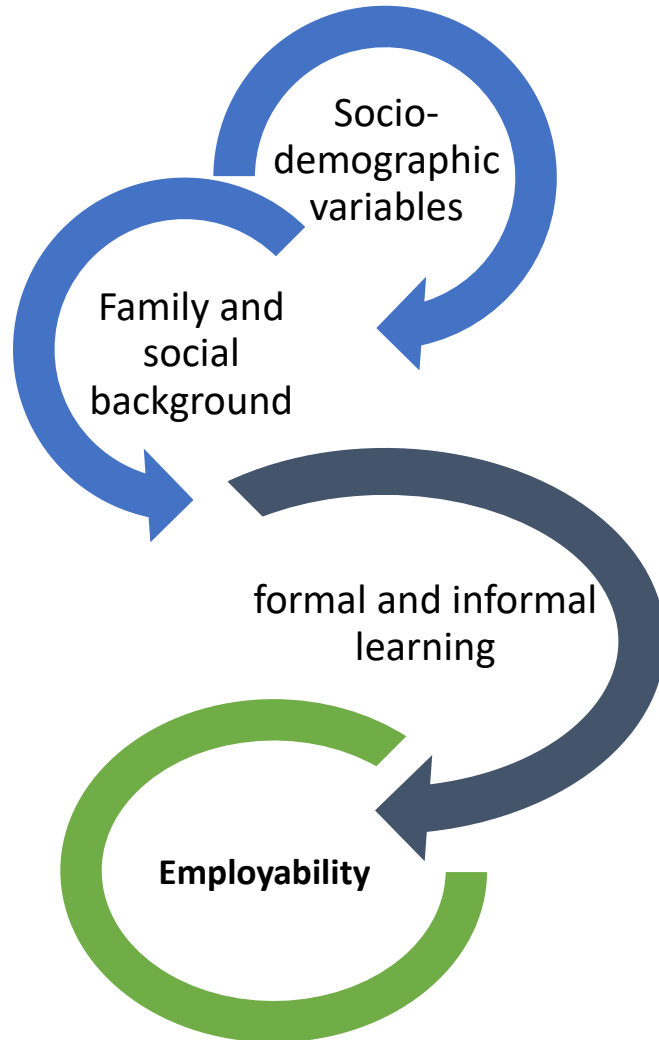 Socio-
demographic
variables
Family and
social
background
formal and informal
learning
Employability